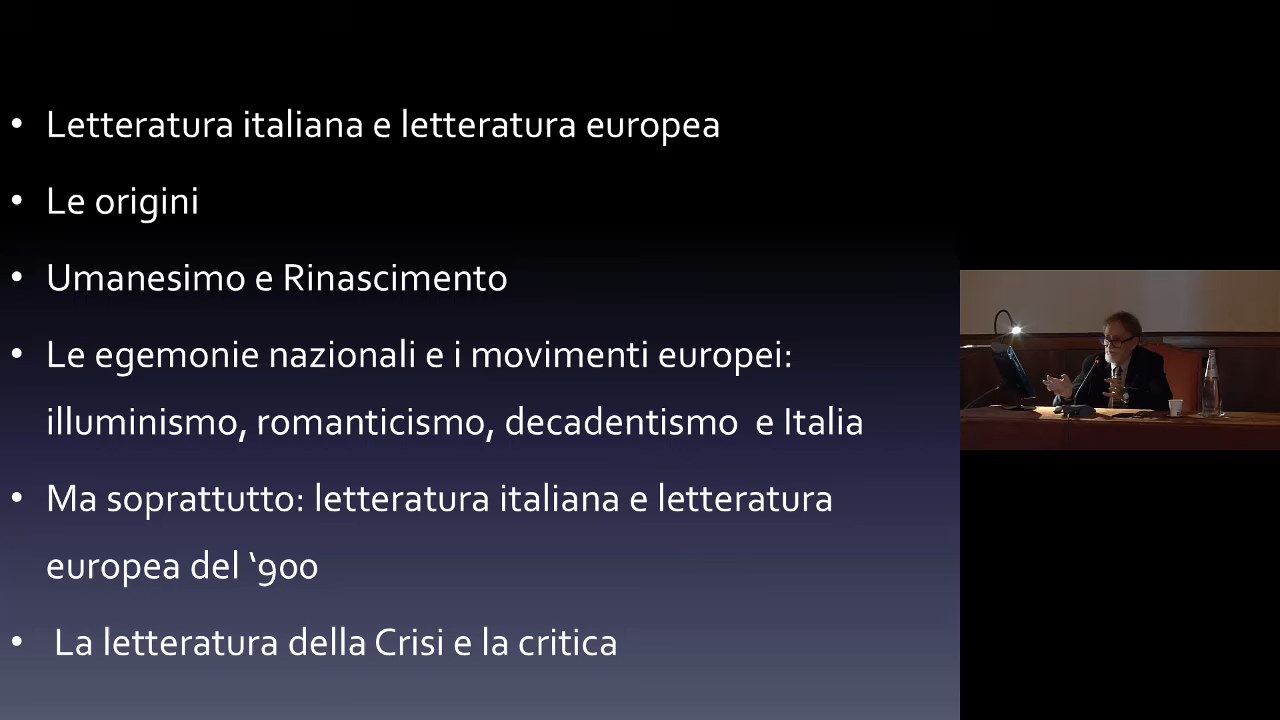 • Letteratura italiana e letteratura europea
• Le origini
• Umanesimo e Rinascimento
• Le egemonie nazionali e i movimenti europei:
illuminismo, romanticismo, decadentismo  e Italia
• Ma soprattutto: letteratura italiana e letteratura
europea del ‘900
• La letteratura della Crisi e la critica